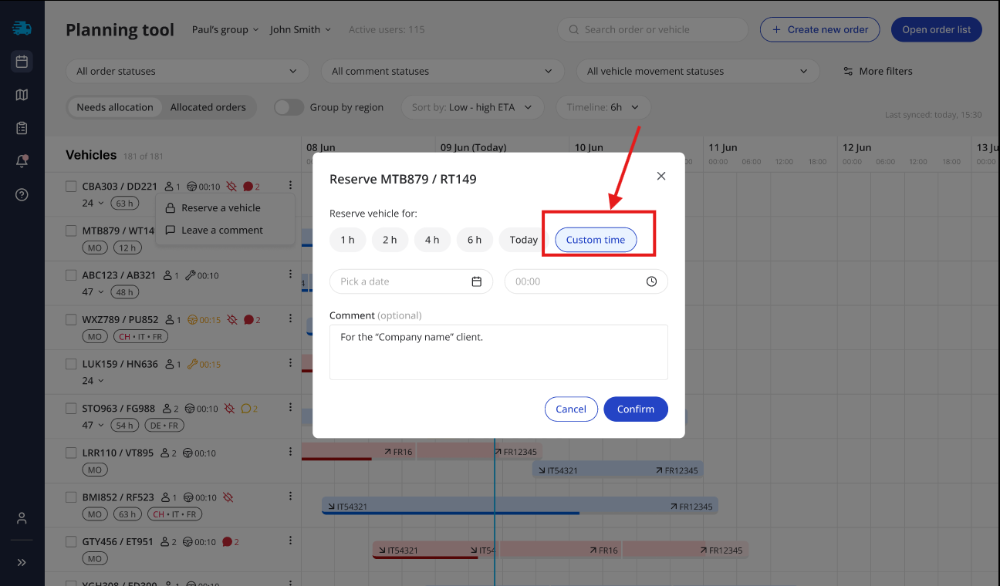 Planning tool Paul's group John Smith Active users: 115 Search order or vehicle + Create new order Open order list
All order statuses All comment statuses All vehicle movement statuses More filters
Needs allocation Allocated orders Group by region Sort by: Low - high ETA Timeline: 6h Last synced: today, 15:30
Vehicles 181 of 181 08 Jun 09 Jun (Today) 10 Jun 11 Jun 12 Jun 13 Ju
00:00 06:00 12:00 18:00 00:00 06:00 12:00 18:00 00:00
CBA303 / DD221 1 00:10 2
24 63 h
Reserve a vehicle
Leave a comment
MTB879 / WT14
MO 12 h
ABC123 / AB321 1 00:10
47 48 h
WXZ789 / PU852 1 00:15 2
MO CH • IT • FR
LUK159 / HN636 1 00:15
24
STO963 / FG988 2 00:10 2
47 54 h DE • FR
LRR110 / VT895 2 00:10
MO
FR16 FR12345
IT54321 FR12345
BMI852 / RF523 1 00:10
MO 63 h CH • IT • FR
IT54321 FR12345
GTY456 / ET951 2 00:10 2
MO
IT54321 IT54 FR16 FR12345
Reserve MTB879 / RT149
Reserve vehicle for:
1 h 2 h 4 h 6 h Today Custom time
Pick a date 00:00
Comment (optional)
For the “Company name” client.
Cancel Confirm